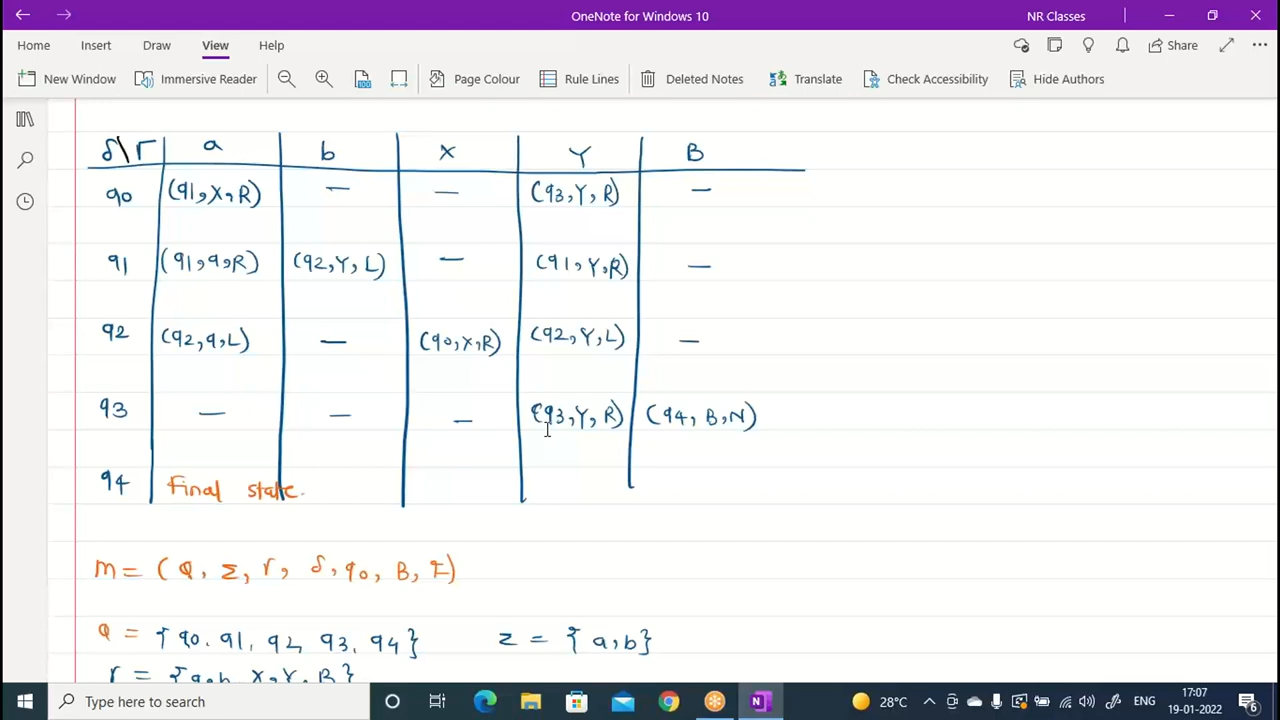 OneNote for Windows 10
NR Classes
Home Insert Draw View Help
Share
New Window Immersive Reader Page Colour Rule Lines Deleted Notes Translate Check Accessibility Hide Authors
δ\Γ a b X Y B
q0 (q1,X,R) — — (q3,Y,R) —
q1 (q1,a,R) (q2,Y,L) — (q1,Y,R) —
q2 (q2,a,L) — (q0,X,R) (q2,Y,L) —
q3 — — — (q3,Y,R) (q4, B,N)
q4 Final state.
M = (Q, Σ, Γ, δ, q0, B, F)
Q = {q0, q1, q2, q3, q4} Σ = {a,b}
Γ = {a,b, X,Y, B}
Type here to search
28°C
ENG
17:07
19-01-2022
6